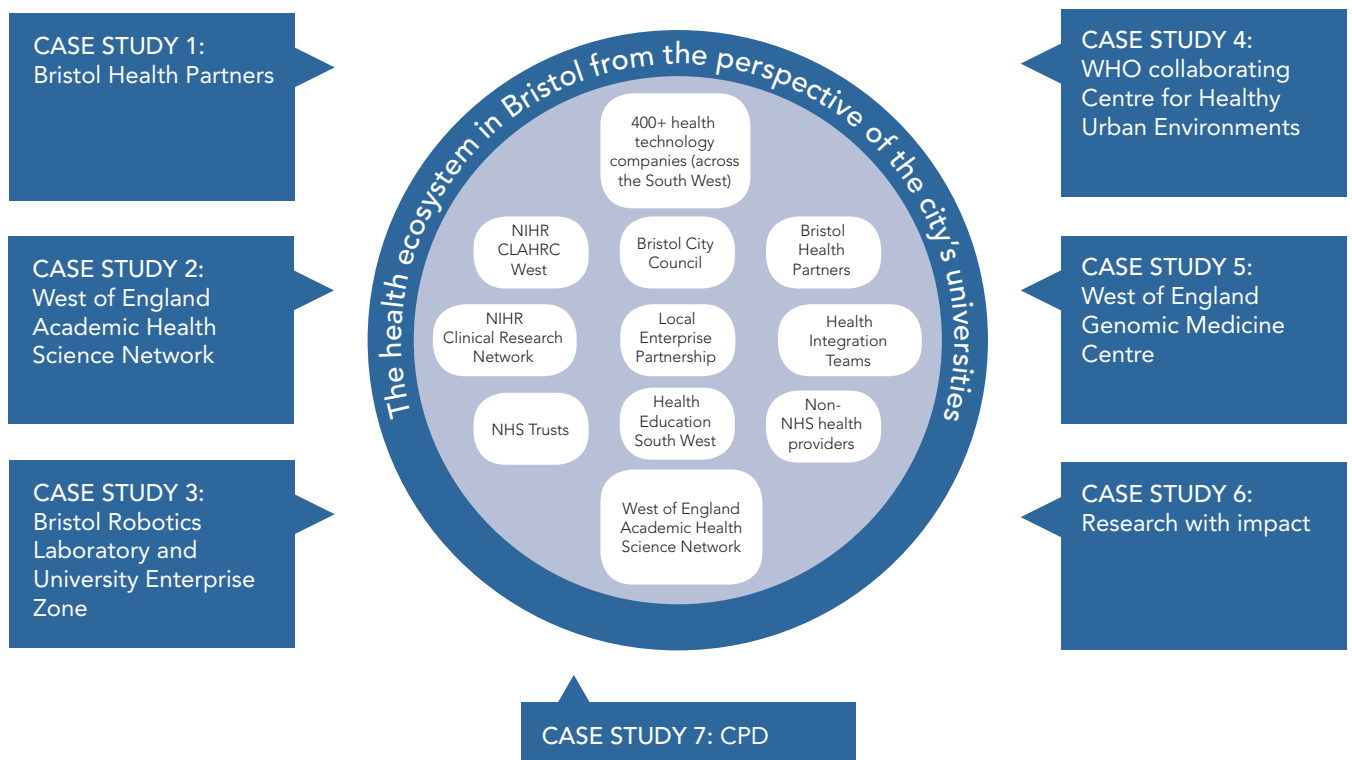 CASE STUDY 1:
Bristol Health Partners
CASE STUDY 2:
West of England
Academic Health
Science Network
CASE STUDY 3:
Bristol Robotics
Laboratory and
University Enterprise
Zone
The health ecosystem in Bristol from the perspective of the city's universities
400+ health
technology
companies (across
the South West)
NIHR
CLAHRC
West
Bristol City
Council
Bristol
Health
Partners
NIHR
Clinical Research
Network
Local
Enterprise
Partnership
Health
Integration
Teams
NHS Trusts
Health
Education
South West
Non-
NHS health
providers
West of England
Academic Health
Science Network
CASE STUDY 4:
WHO collaborating
Centre for Healthy
Urban Environments
CASE STUDY 5:
West of England
Genomic Medicine
Centre
CASE STUDY 6:
Research with impact
CASE STUDY 7: CPD